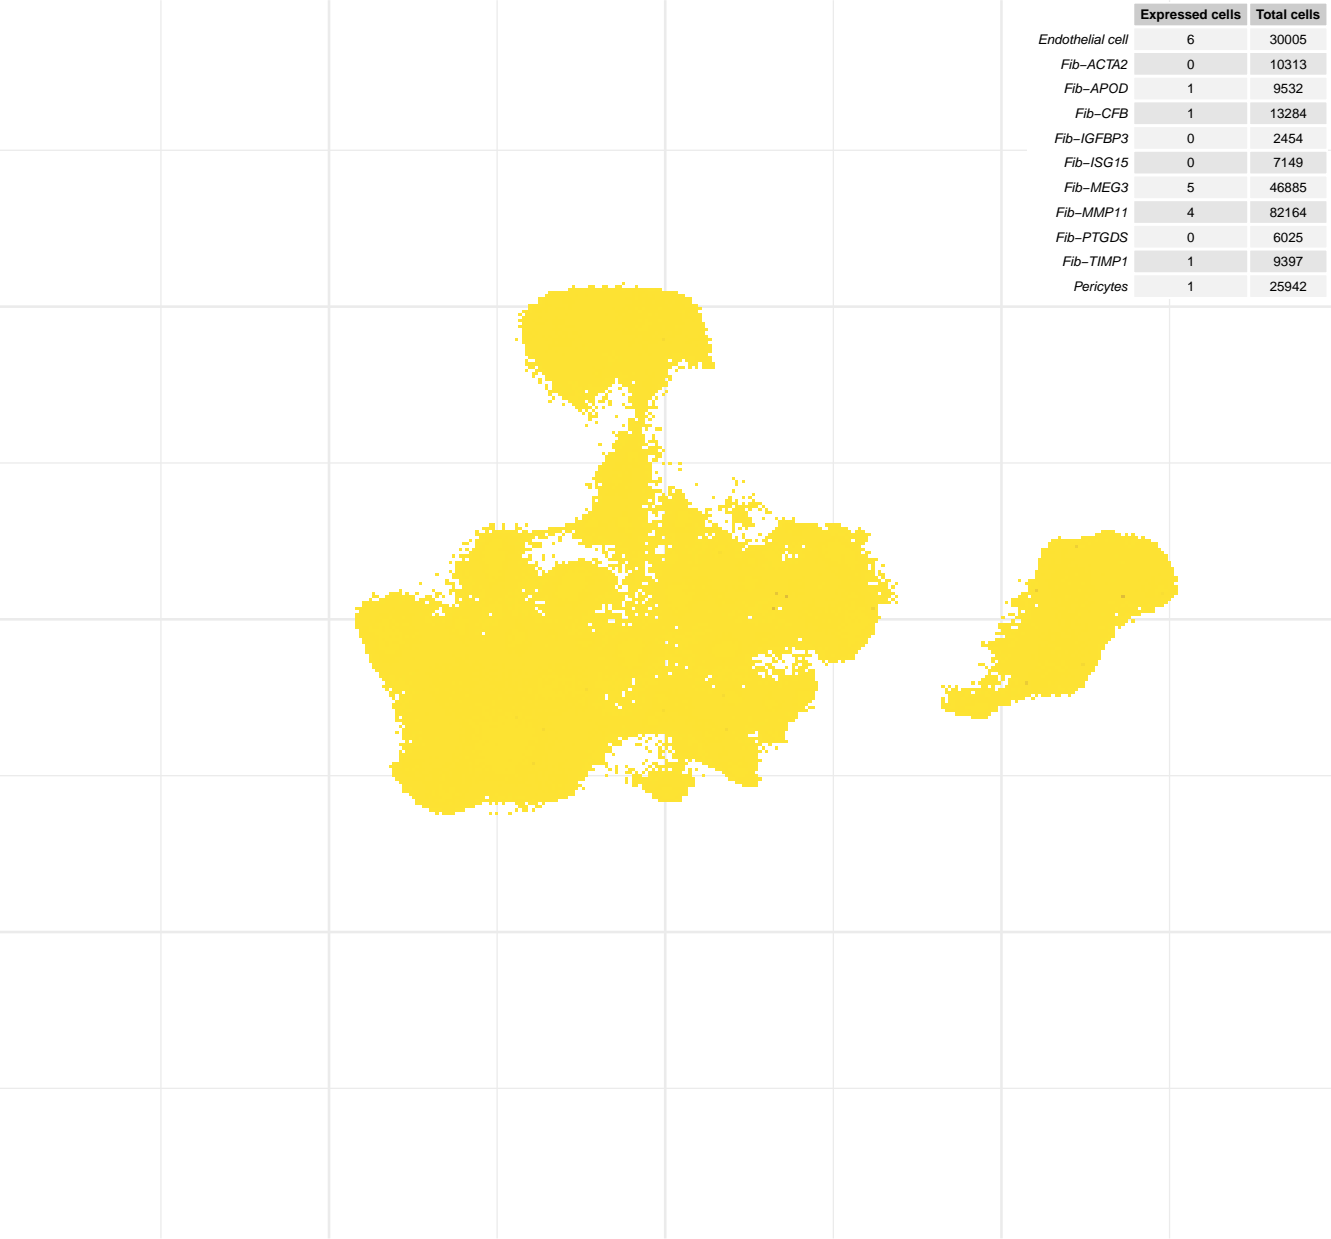 Expressed cells Total cells
Endothelial cell 6 30005
Fib−ACTA2 0 10313
Fib−APOD 1 9532
Fib−CFB 1 13284
Fib−IGFBP3 0 2454
Fib−ISG15 0 7149
Fib−MEG3 5 46885
Fib−MMP11 4 82164
Fib−PTGDS 0 6025
Fib−TIMP1 1 9397
Pericytes 1 25942